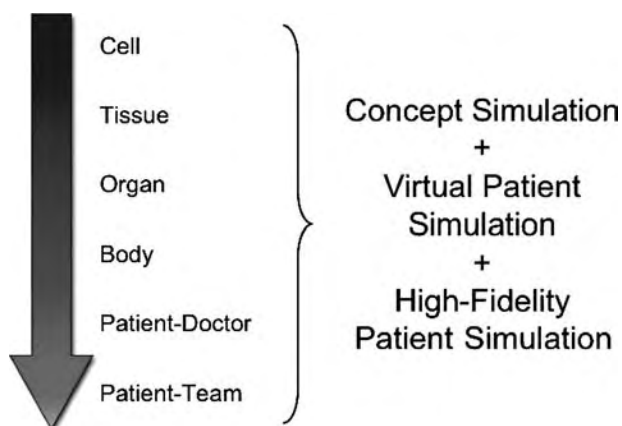 Cell
Tissue
Organ
Body
Patient-Doctor
Patient-Team
Concept Simulation
+
Virtual Patient
Simulation
+
High-Fidelity
Patient Simulation